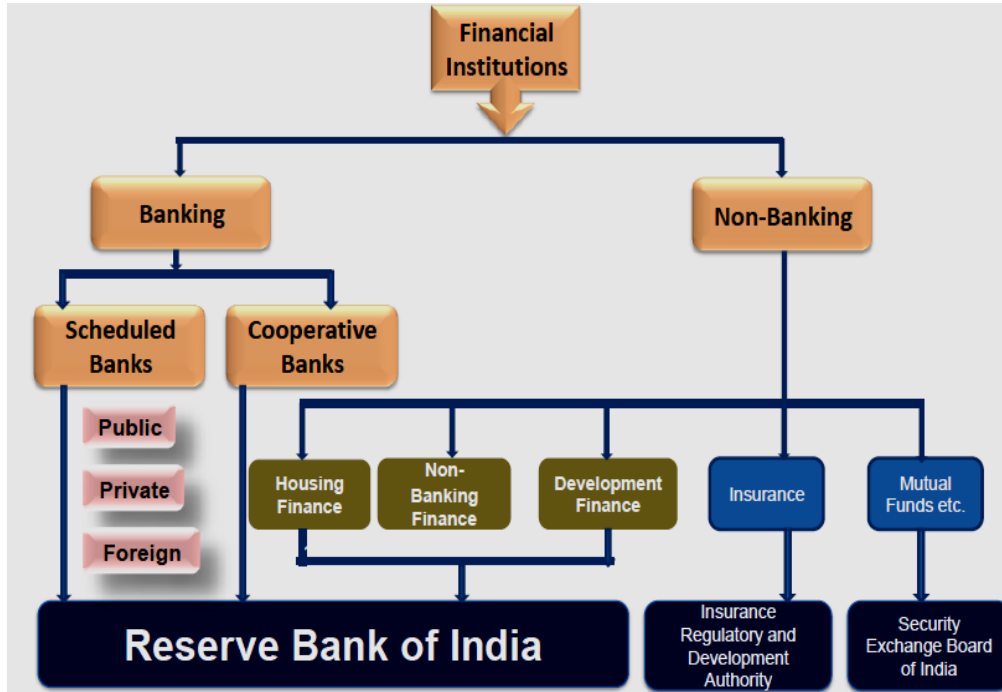 Financial
Institutions
Banking
Non-Banking
Scheduled
Banks
Cooperative
Banks
Public
Private
Foreign
Housing
Finance
Non-
Banking
Finance
Development
Finance
Insurance
Mutual
Funds etc.
Reserve Bank of India
Insurance
Regulatory and
Development
Authority
Security
Exchange Board
of India